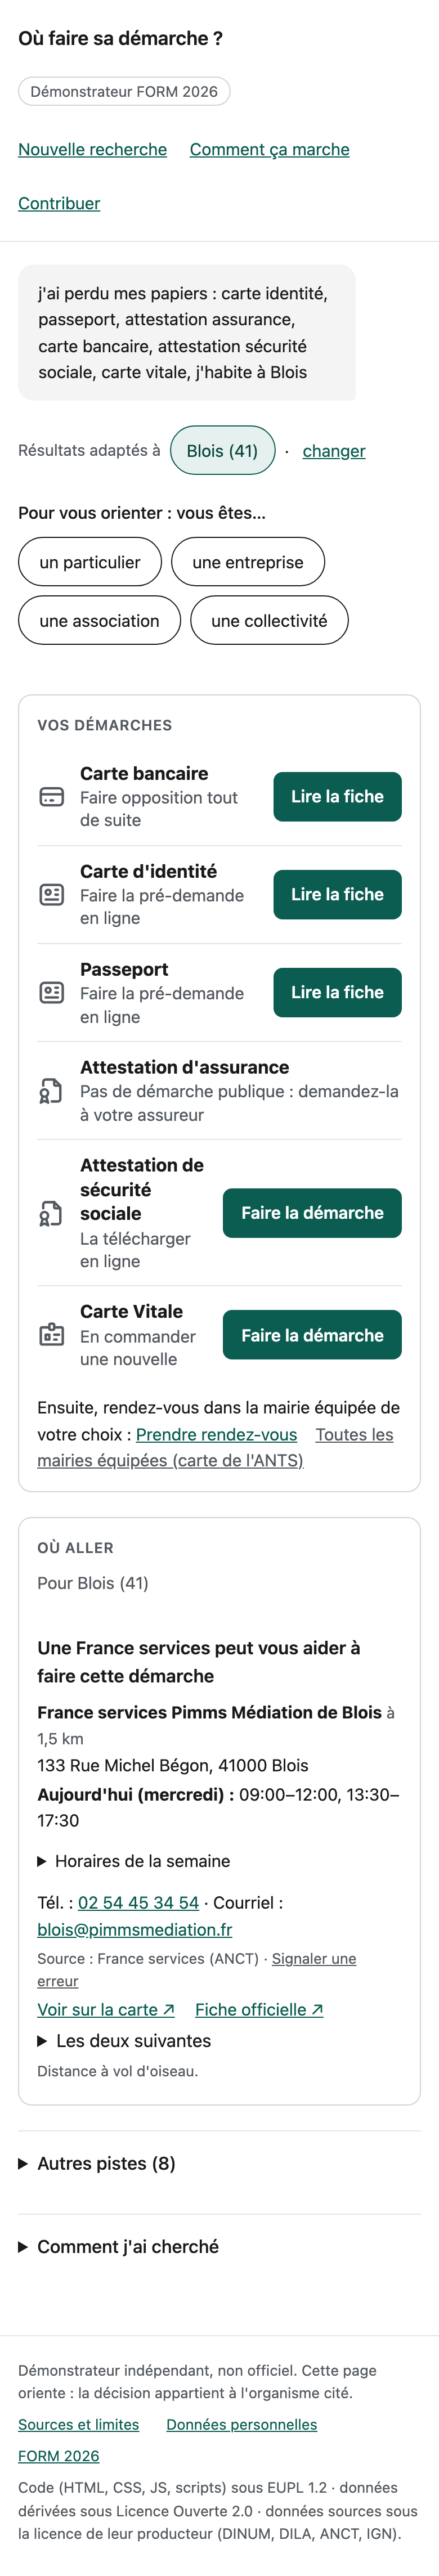 Où faire sa démarche ?
Démonstrateur FORM 2026
Nouvelle recherche Comment ça marche
Contribuer
j'ai perdu mes papiers : carte identité,
passeport, attestation assurance,
carte bancaire, attestation sécurité
sociale, carte vitale, j'habite à Blois
Résultats adaptés à Blois (41) · changer
Pour vous orienter : vous êtes...
un particulier une entreprise
une association une collectivité
VOS DÉMARCHES
Carte bancaire
Faire opposition tout
de suite
Lire la fiche
Carte d'identité
Faire la pré-demande
en ligne
Lire la fiche
Passeport
Faire la pré-demande
en ligne
Lire la fiche
Attestation d'assurance
Pas de démarche publique : demandez-la
à votre assureur
Attestation de
sécurité
sociale
La télécharger
en ligne
Faire la démarche
Carte Vitale
En commander
une nouvelle
Faire la démarche
Ensuite, rendez-vous dans la mairie équipée de
votre choix : Prendre rendez-vous Toutes les
mairies équipées (carte de l'ANTS)
OÙ ALLER
Pour Blois (41)
Une France services peut vous aider à
faire cette démarche
France services Pimms Médiation de Blois à
1,5 km
133 Rue Michel Bégon, 41000 Blois
Aujourd'hui (mercredi) : 09:00–12:00, 13:30–
17:30
▶ Horaires de la semaine
Tél. : 02 54 45 34 54 · Courriel :
blois@pimmsmediation.fr
Source : France services (ANCT) · Signaler une
erreur
Voir sur la carte ↗ Fiche officielle ↗
▶ Les deux suivantes
Distance à vol d'oiseau.
▶ Autres pistes (8)
▶ Comment j'ai cherché
Démonstrateur indépendant, non officiel. Cette page
oriente : la décision appartient à l'organisme cité.
Sources et limites Données personnelles
FORM 2026
Code (HTML, CSS, JS, scripts) sous EUPL 1.2 · données
dérivées sous Licence Ouverte 2.0 · données sources sous
la licence de leur producteur (DINUM, DILA, ANCT, IGN).